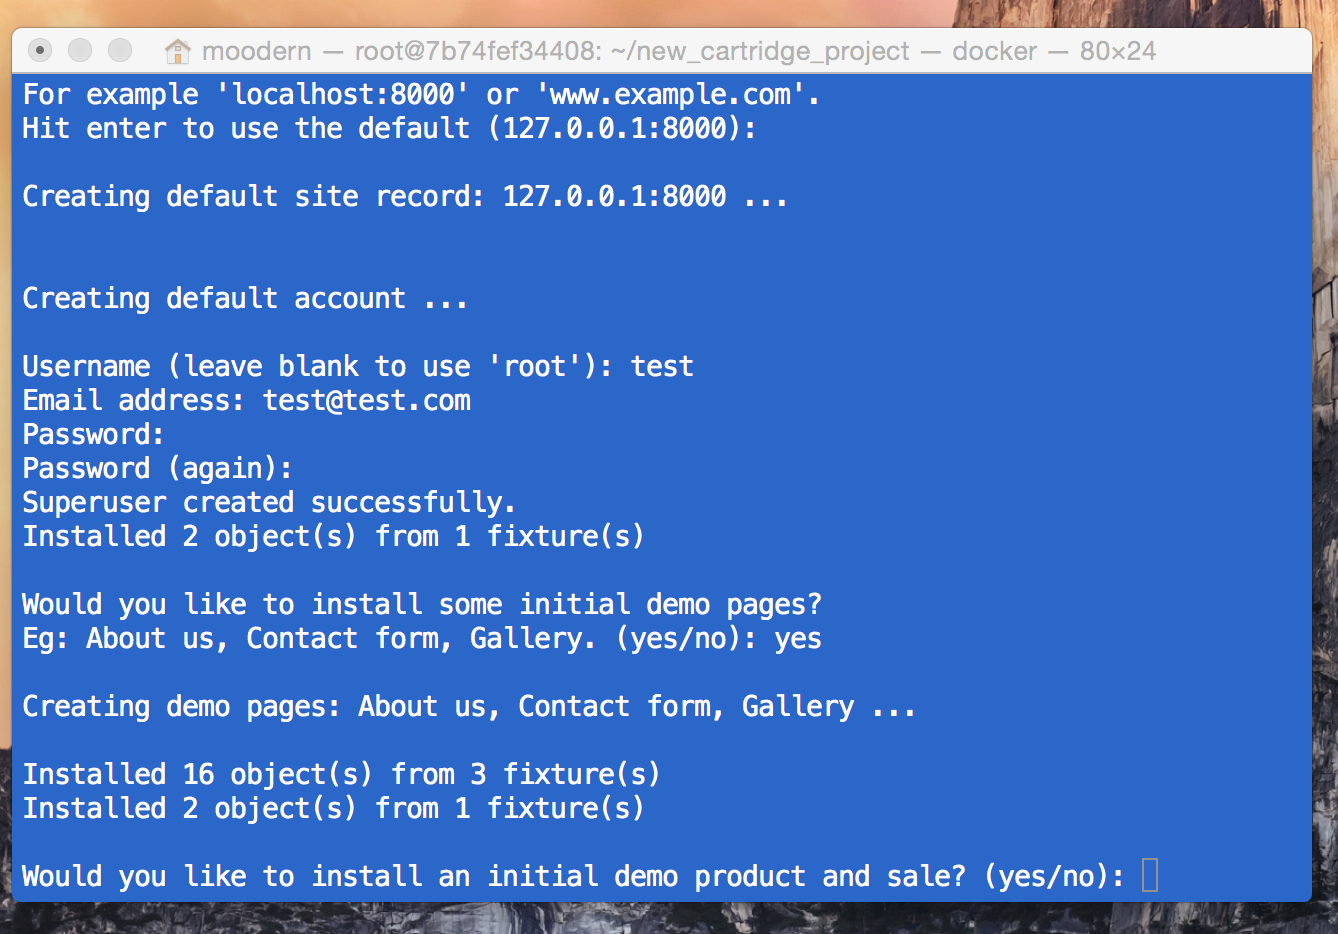 moodern — root@7b74fef34408: ~/new_cartridge_project — docker — 80×24
For example 'localhost:8000' or 'www.example.com'.
Hit enter to use the default (127.0.0.1:8000):
Creating default site record: 127.0.0.1:8000 ...
Creating default account ...
Username (leave blank to use 'root'): test
Email address: test@test.com
Password:
Password (again):
Superuser created successfully.
Installed 2 object(s) from 1 fixture(s)
Would you like to install some initial demo pages?
Eg: About us, Contact form, Gallery. (yes/no): yes
Creating demo pages: About us, Contact form, Gallery ...
Installed 16 object(s) from 3 fixture(s)
Installed 2 object(s) from 1 fixture(s)
Would you like to install an initial demo product and sale? (yes/no):